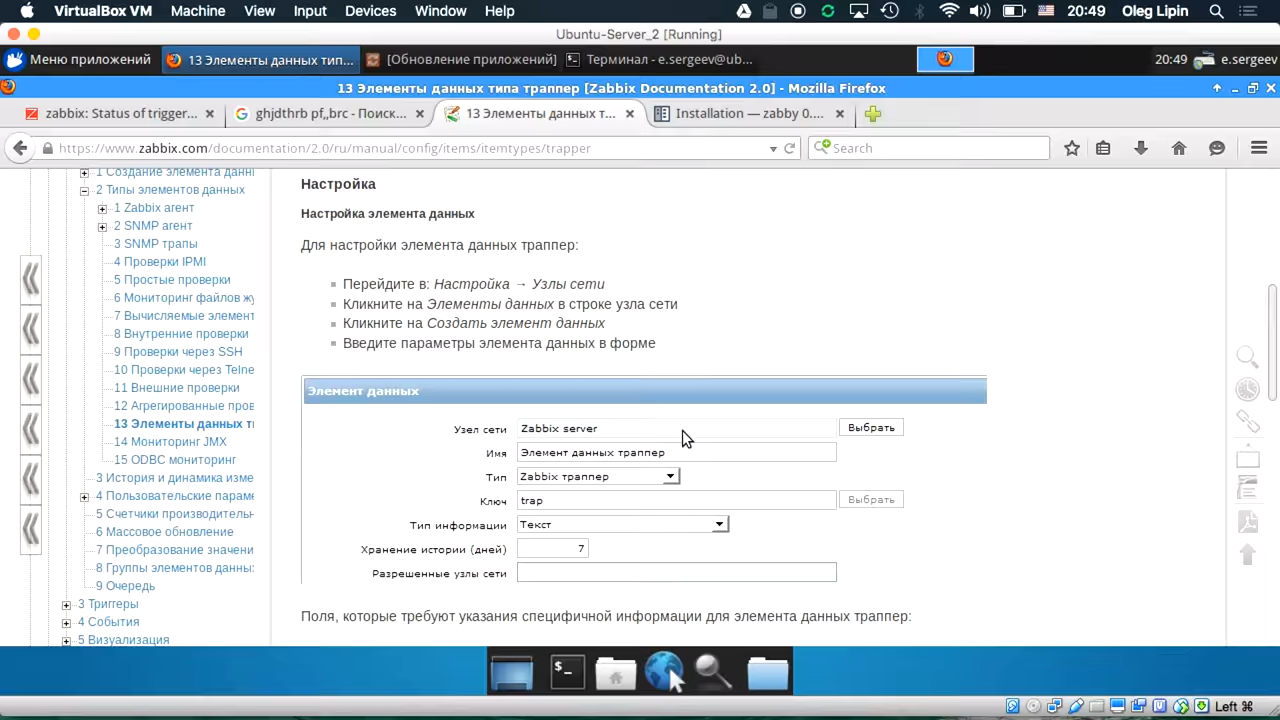 VirtualBox VM Machine View Input Devices Window Help 20:49 Oleg Lipin
Ubuntu-Server_2 [Running]
Меню приложений 13 Элементы данных тип... [Обновление приложений] Терминал - e.sergeev@ub... 20:49 e.sergeev
13 Элементы данных типа траппер [Zabbix Documentation 2.0] - Mozilla Firefox
zabbix: Status of trigger... ghjdthrb pf,,brc - Поиск... 13 Элементы данных т... Installation — zabby 0....
https://www.zabbix.com/documentation/2.0/ru/manual/config/items/itemtypes/trapper Search
1 Создание элемента данн
2 Типы элементов данных
1 Zabbix агент
2 SNMP агент
3 SNMP трапы
4 Проверки IPMI
5 Простые проверки
6 Мониторинг файлов жу
7 Вычисляемые элемент
8 Внутренние проверки
9 Проверки через SSH
10 Проверки через Telne
11 Внешние проверки
12 Агрегированные пров
13 Элементы данных т
14 Мониторинг JMX
15 ODBC мониторинг
3 История и динамика изме
4 Пользовательские параме
5 Счетчики производительн
6 Массовое обновление
7 Преобразование значени
8 Группы элементов данны
9 Очередь
3 Триггеры
4 События
5 Визуализация
Настройка
Настройка элемента данных
Для настройки элемента данных траппер:
Перейдите в: Настройка → Узлы сети
Кликните на Элементы данных в строке узла сети
Кликните на Создать элемент данных
Введите параметры элемента данных в форме
Элемент данных
Узел сети Zabbix server Выбрать
Имя Элемент данных траппер
Тип Zabbix траппер
Ключ trap Выбрать
Тип информации Текст
Хранение истории (дней) 7
Разрешенные узлы сети
Поля, которые требуют указания специфичной информации для элемента данных траппер:
Left ⌘